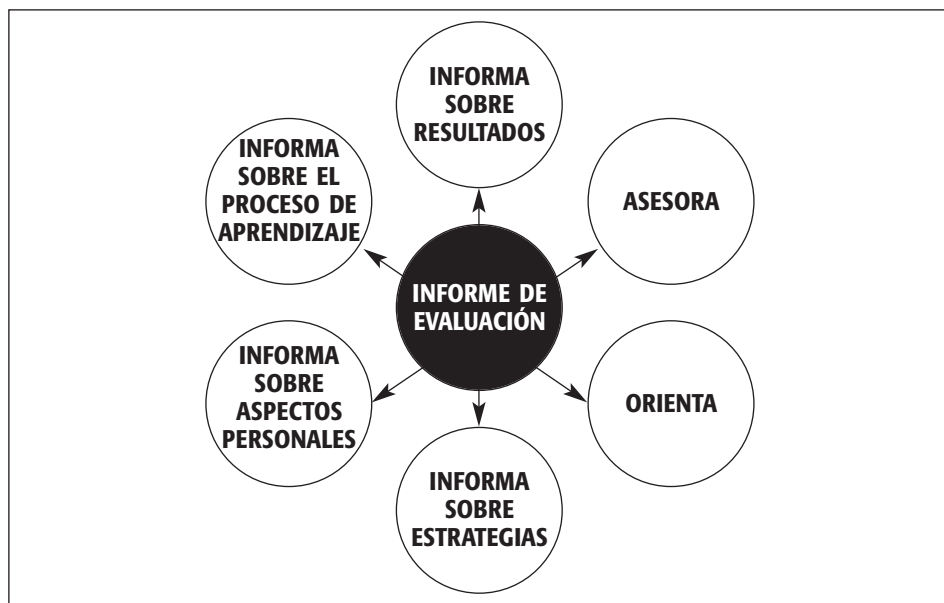 INFORMA
SOBRE
RESULTADOS
ASESORA
ORIENTA
INFORMA
SOBRE
ESTRATEGIAS
INFORMA
SOBRE
ASPECTOS
PERSONALES
INFORMA
SOBRE EL
PROCESO DE
APRENDIZAJE
INFORME DE
EVALUACIÓN